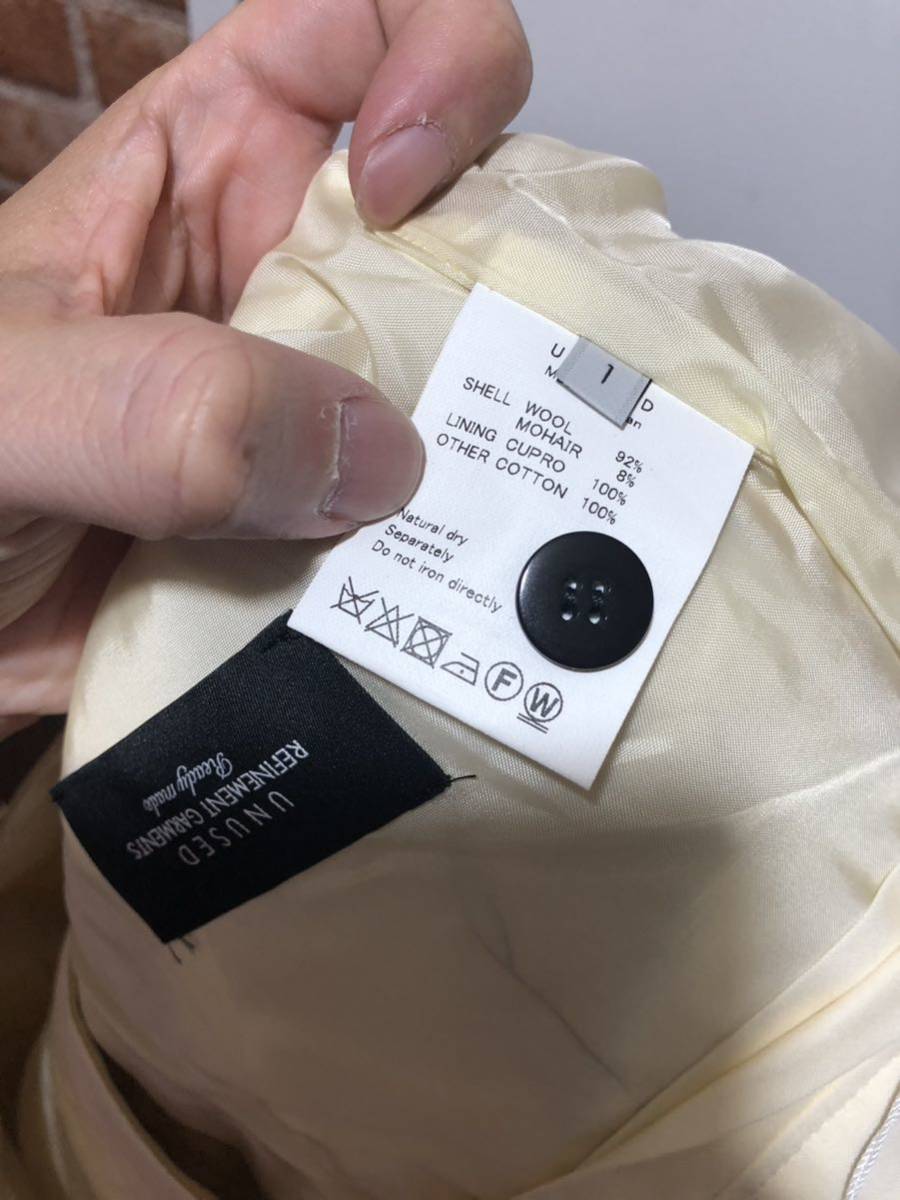 U
1
M
D
an
SHELL WOOL 92%
MOHAIR 8%
LINING CUPRO 100%
OTHER COTTON 100%
Natural dry
Separately
Do not iron directly
F
W
UNUSED
REFINEMENT GARMENTS
Ready made